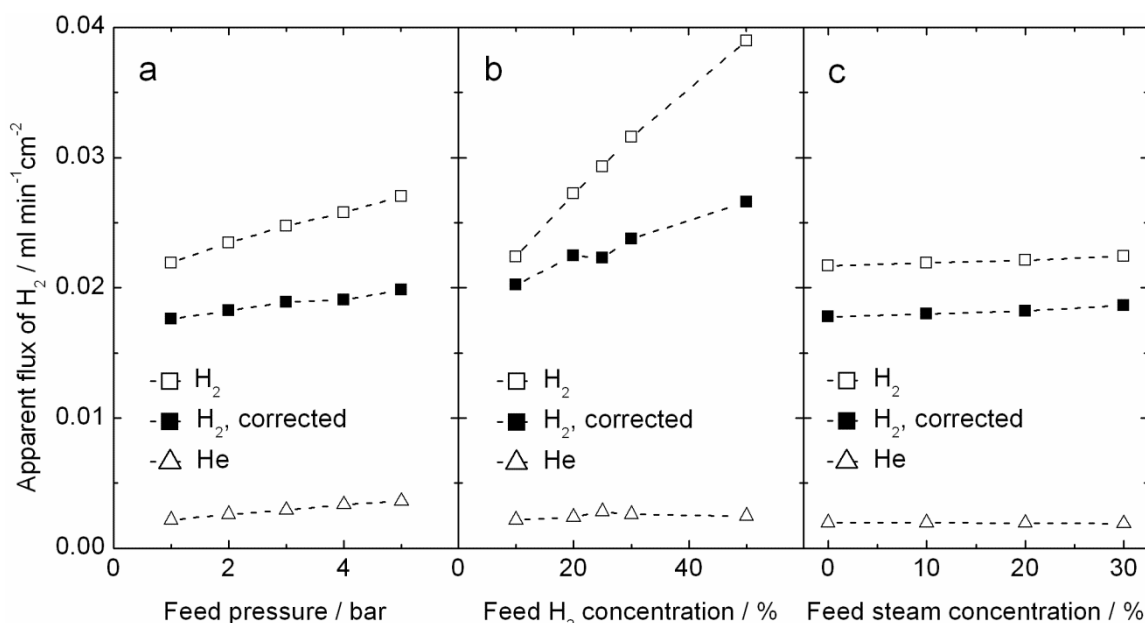 0.04
0.03
0.02
0.01
0.00
Apparent flux of H2 / ml min-1cm-2
a
H2
H2, corrected
He
0 2 4
Feed pressure / bar
b
H2
H2, corrected
He
0 20 40
Feed H2 concentration / %
c
H2
H2, corrected
He
0 10 20 30
Feed steam concentration / %